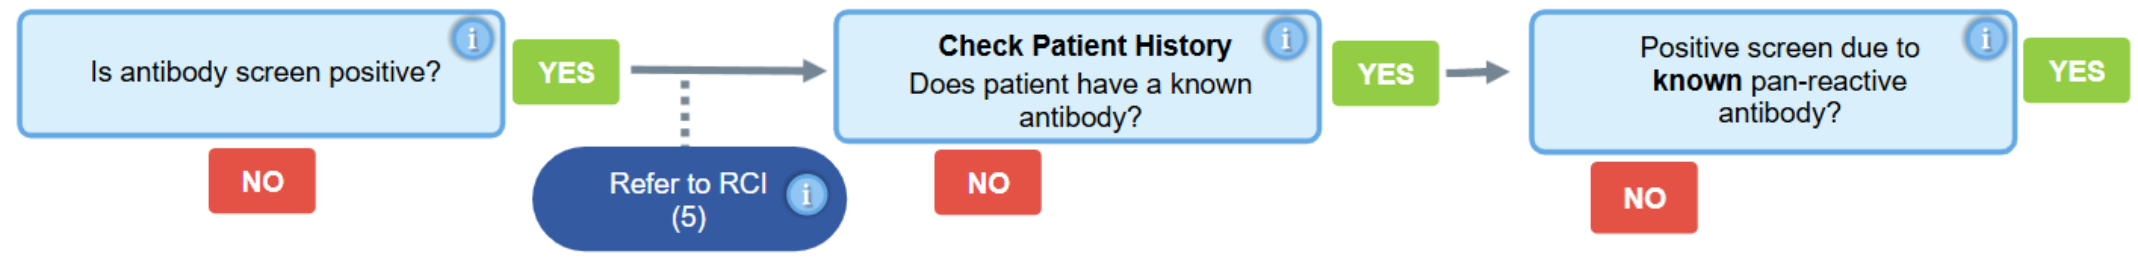 Is antibody screen positive?
i
YES
NO
Refer to RCI
(5)
i
Check Patient History
Does patient have a known
antibody?
i
YES
NO
Positive screen due to
known pan-reactive
antibody?
i
YES
NO